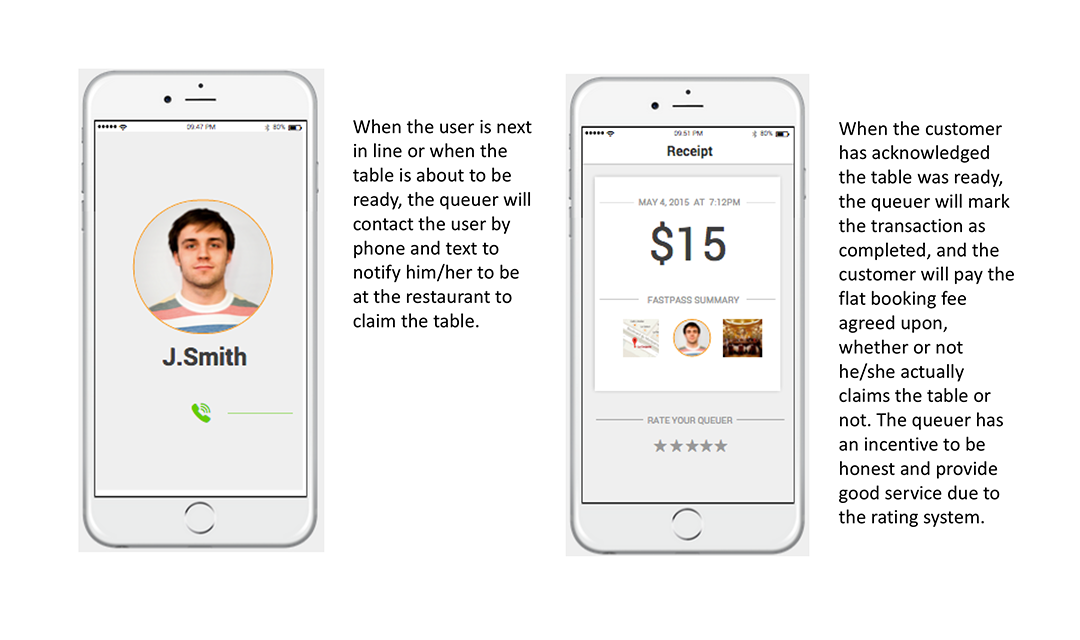 09:47 PM
80%
J.Smith
When the user is next
in line or when the
table is about to be
ready, the queuer will
contact the user by
phone and text to
notify him/her to be
at the restaurant to
claim the table.
09:51 PM
80%
Receipt
MAY 4, 2015 AT 7:12PM
$15
FASTPASS SUMMARY
RATE YOUR QUEUER
When the customer
has acknowledged
the table was ready,
the queuer will mark
the transaction as
completed, and the
customer will pay the
flat booking fee
agreed upon,
whether or not
he/she actually
claims the table or
not. The queuer has
an incentive to be
honest and provide
good service due to
the rating system.